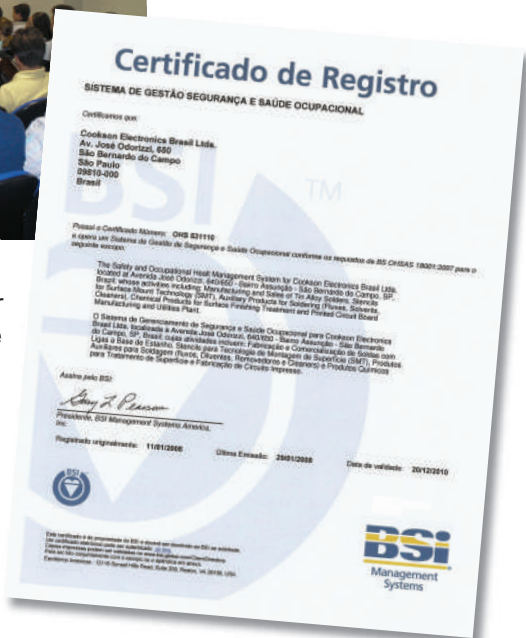 Certificado de Registro
SISTEMA DE GESTÃO SEGURANÇA E SAÚDE OCUPACIONAL
Certificamos que:
Cookson Electronics Brasil Ltda.
Av. José Odorizzi, 650
São Bernardo do Campo
São Paulo
09810-000
Brasil
BSI
TM
Possui o Certificado Número: OHS 531110
e opera um Sistema de Gestão de Segurança e Saúde Ocupacional conforme os requisitos da BS OHSAS 18001:2007 para o
seguinte escopo:
The Safety and Occupational Healt Management System for Cookson Electronics Brasil Ltda.
located at Avenida José Odorizzi, 640/650 - Bairro Assunção - São Bernardo do Campo, SP,
Brazil, whose activities including: Manufacturing and Sales of Tin Alloy Solders, Stencils
for Surface Mount Technology (SMT), Auxiliary Products for Soldering (Fluxes, Solvents,
Cleaners), Chemical Products for Surface Finishing Treatment and Printed Circuit Board
Manufacturing and Utilities Plant.
O Sistema de Gerenciamento de Segurança e Saúde Ocupacional para Cookson Electronics
Brasil Ltda, localizada à Avenida José Odorizzi, 640/650 - Bairro Assunção - São Bernardo
do Campo, SP, Brasil, cujas atividades incluem: Fabricação e Comercialização de Soldas com
Ligas à Base de Estanho, Stencils para Tecnologia de Montagem de Superfície (SMT), Produtos
Auxiliares para Soldagem (fluxos, Diluentes, Removedores e Cleaners) e Produtos Químicos
para Tratamento de Superfície e Fabricação de Circuito Impresso.
r
e
Assina pelo BSI:
Gary L Pearson
Presidente, BSI Management Systems America,
Inc.
Registrado originalmente: 11/01/2008 Última Emissão: 29/01/2008 Data de validade: 20/12/2010
BSI
BSi
Management
Systems